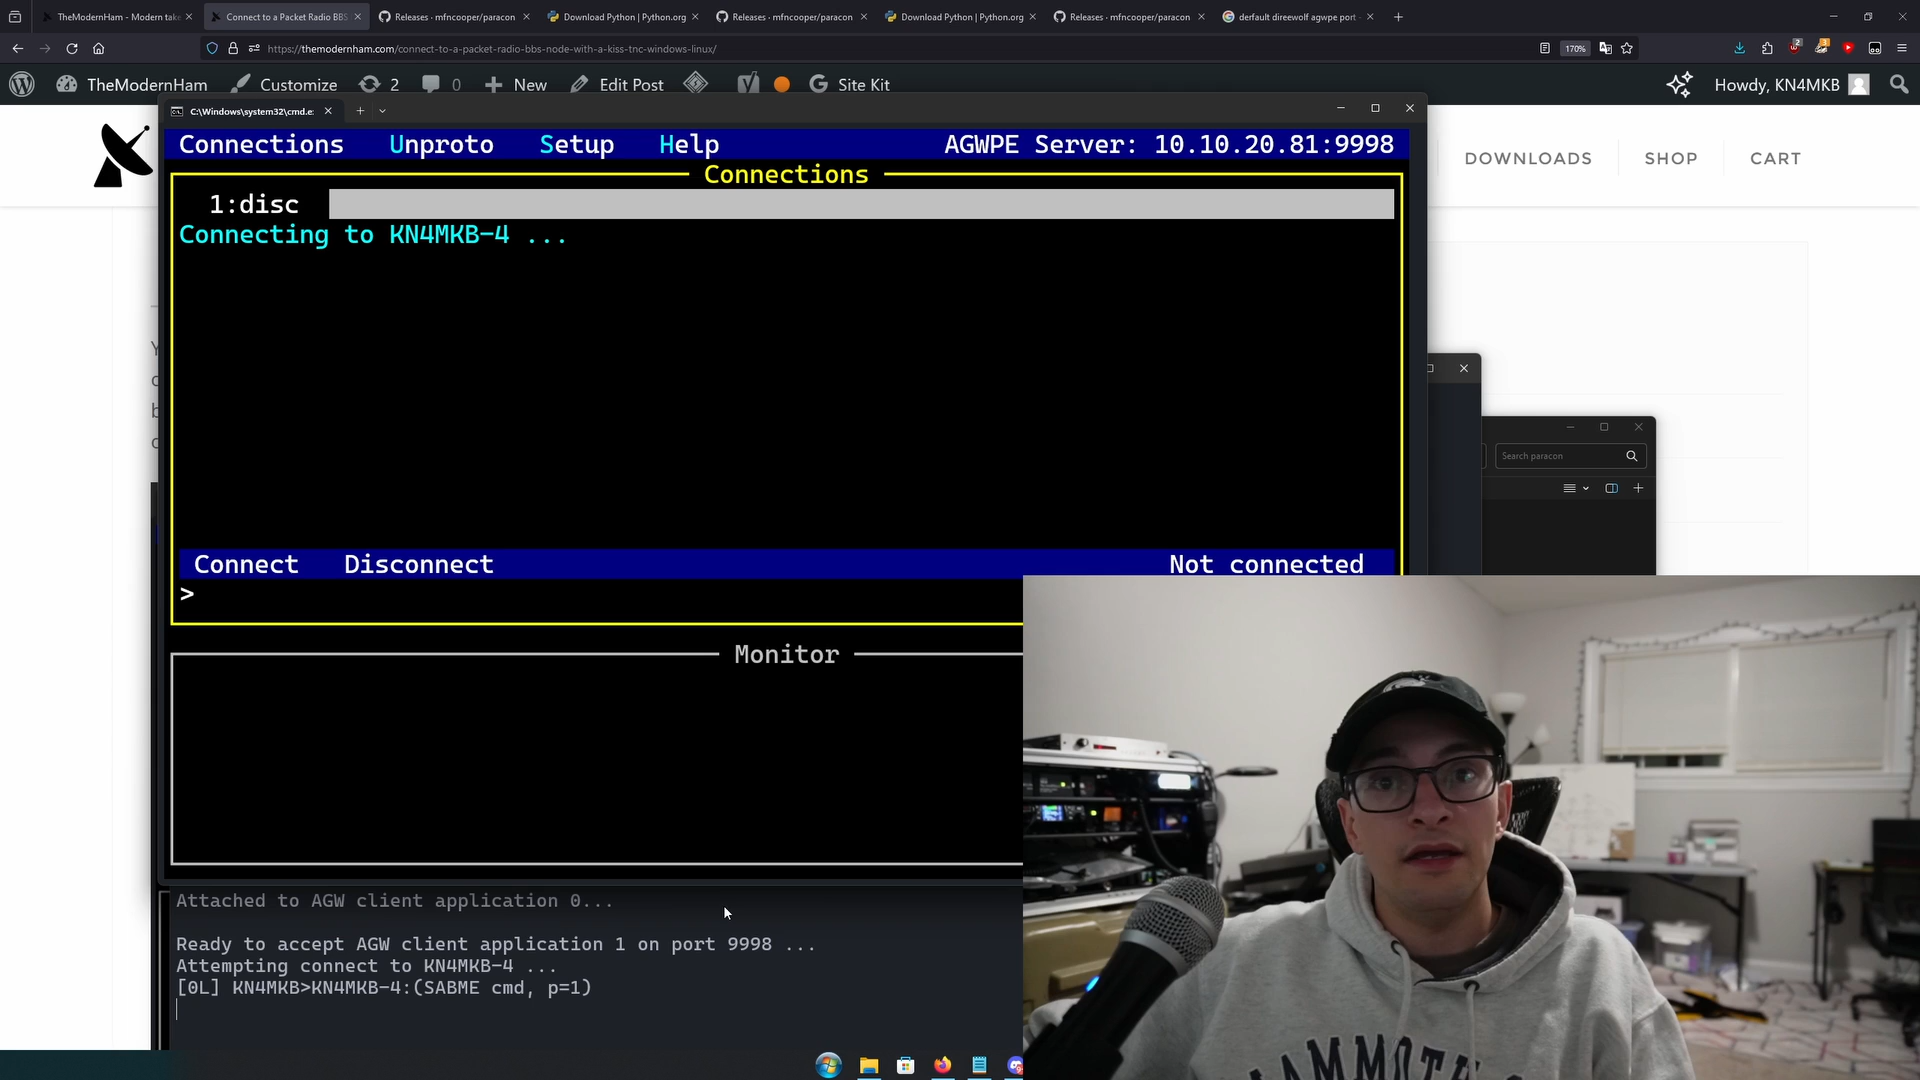 TheModernHam - Modern take
Connect to a Packet Radio BBS
Releases · mfncooper/paracon
Download Python | Python.org
Releases · mfncooper/paracon
Download Python | Python.org
Releases · mfncooper/paracon
derfault direewolf agwpe port -
https://themodernham.com/connect-to-a-packet-radio-bbs-node-with-a-kiss-tnc-windows-linux/
170%
2
3
TheModernHam
Customize
2
0
New
Edit Post
Site Kit
Howdy, KN4MKB
C:\Windows\system32\cmd.e:
DOWNLOADS
SHOP
CART
Connections Unproto Setup Help AGWPE Server: 10.10.20.81:9998
Connections
1:disc
Connecting to KN4MKB-4 ...
Search paracon
Connect Disconnect Not connected
>
Monitor
Attached to AGW client application 0...
Ready to accept AGW client application 1 on port 9998 ...
Attempting connect to KN4MKB-4 ...
[0L] KN4MKB>KN4MKB-4:(SABME cmd, p=1)